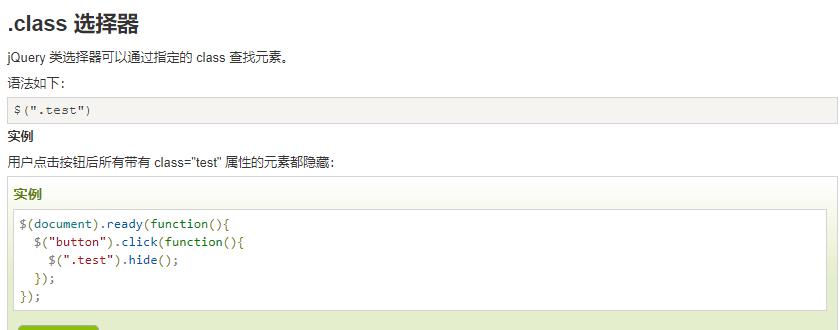 .class 选择器
jQuery 类选择器可以通过指定的 class 查找元素。
语法如下：
$(".test")
实例
用户点击按钮后所有带有 class="test" 属性的元素都隐藏：
实例
$(document).ready(function(){
  $("button").click(function(){
    $(".test").hide();
  });
});